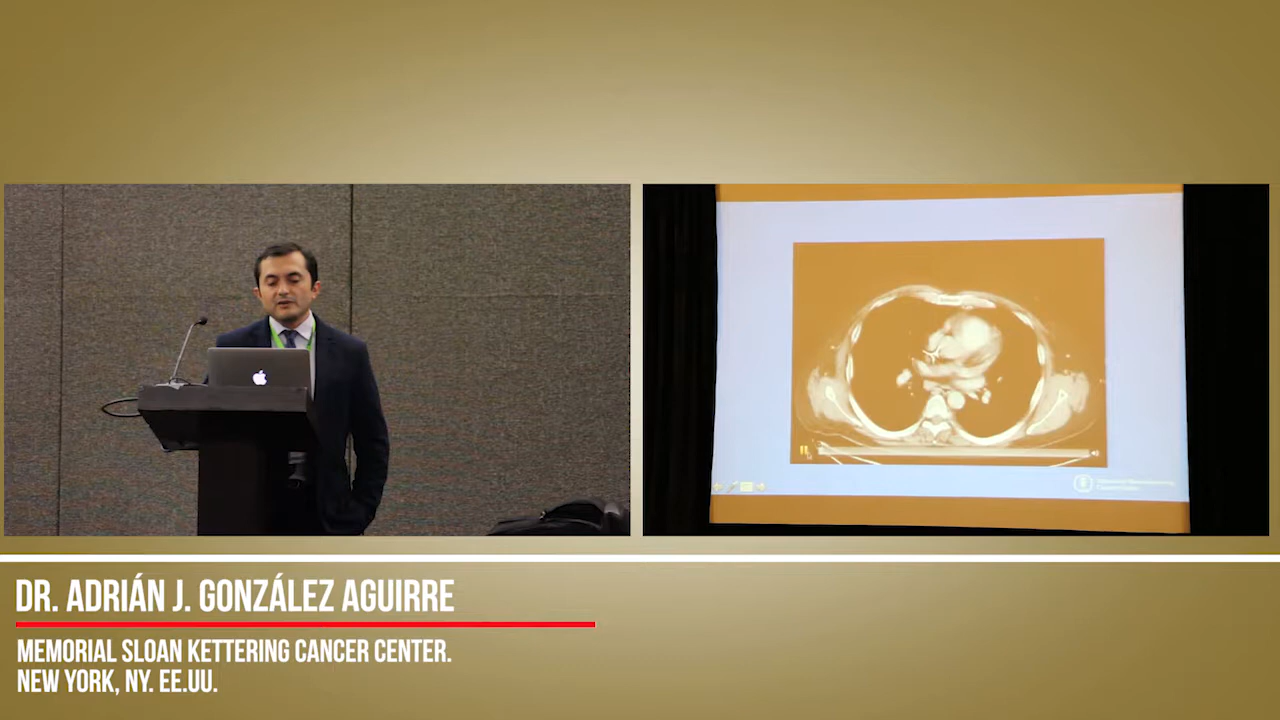 DR. ADRIÁN J. GONZÁLEZ AGUIRRE
MEMORIAL SLOAN KETTERING CANCER CENTER.
NEW YORK, NY. EE.UU.